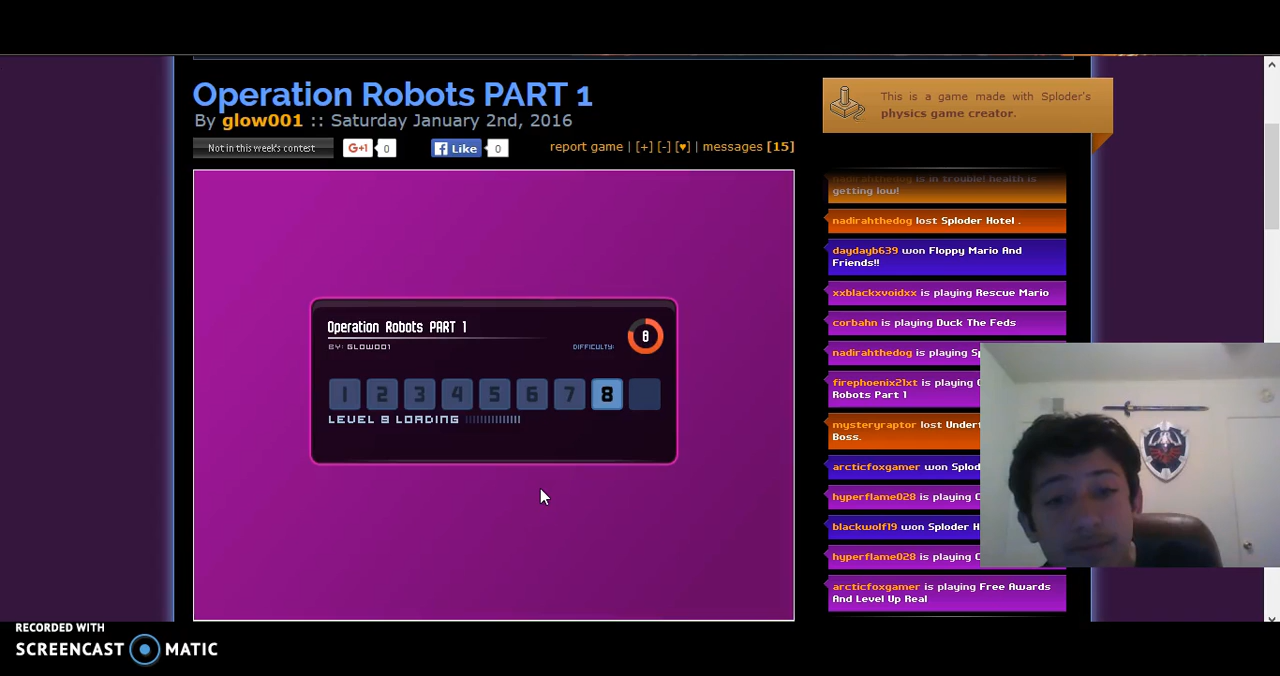 Operation Robots PART 1
By glow001 :: Saturday January 2nd, 2016
Not in this week's contest
G+1 0
Like 0
report game | [+] [-] [♥] | messages [15]
Operation Robots PART 1
BY: GLOW001
DIFFICULTY:
8
1 2 3 4 5 6 7 8
LEVEL 9 LOADING
This is a game made with Sploder's
physics game creator.
nadirahthedog is in trouble! health is
getting low!
nadirahthedog lost Sploder Hotel .
daydayb639 won Floppy Mario And
Friends!!
xxblackxvoidxx is playing Rescue Mario
corbahn is playing Duck The Feds
nadirahthedog is playing
firephoenix21xt is playing
Robots Part 1
mysteryraptor lost
Boss.
arcticfoxgamer won
hyperflame028 is playing
blackwolf19 won Sploder
hyperflame028 is playing
arcticfoxgamer is playing Free Awards
And Level Up Real
RECORDED WITH
SCREENCAST MATIC